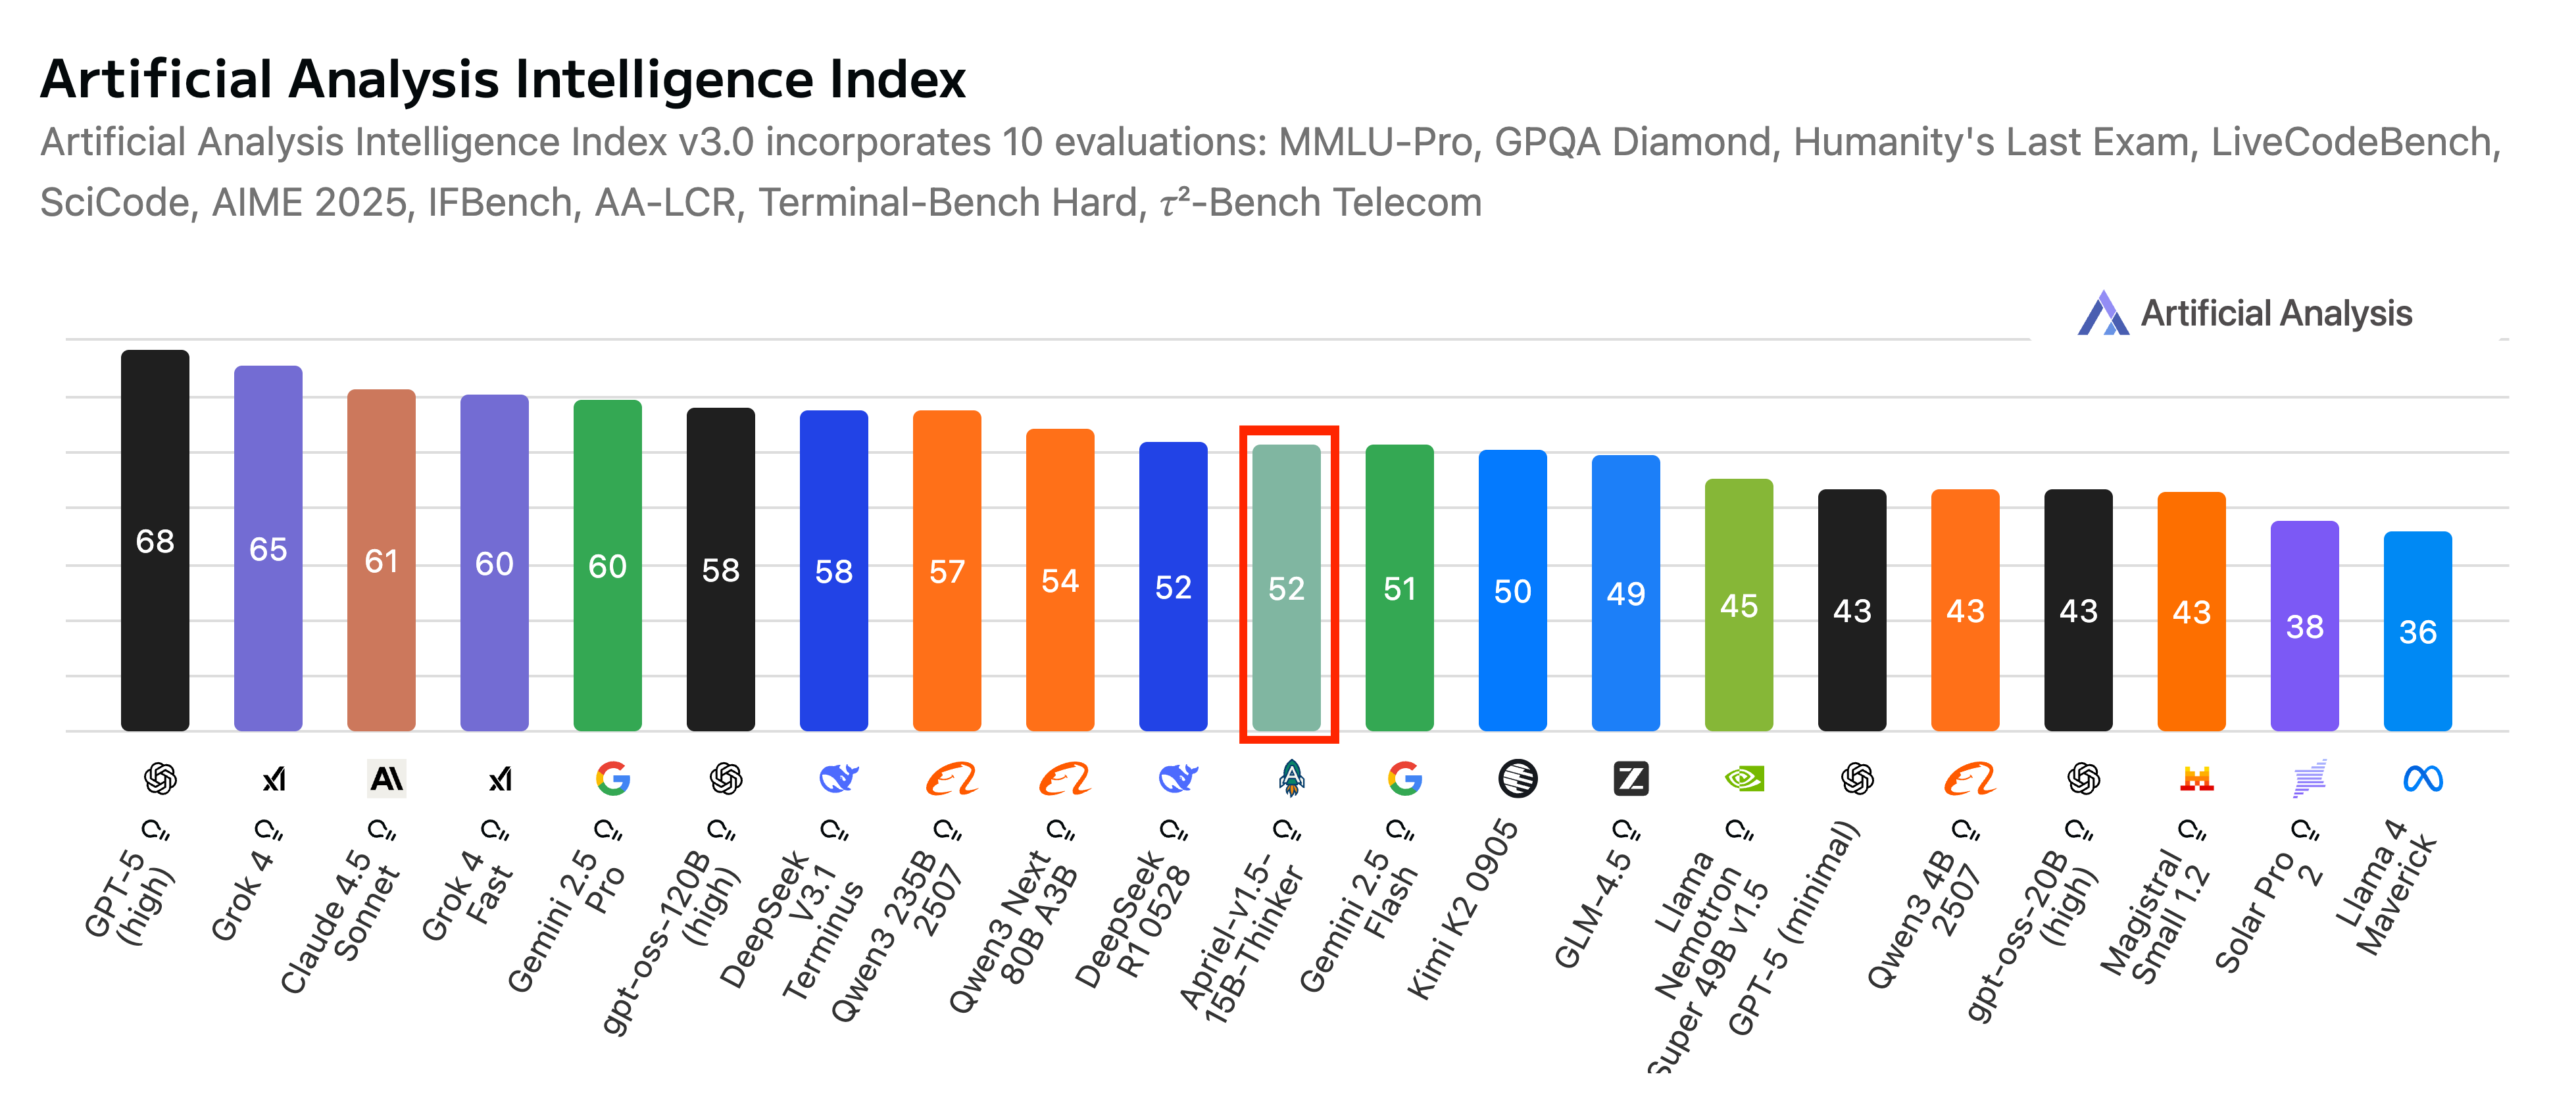 Artificial Analysis Intelligence Index
Artificial Analysis Intelligence Index v3.0 incorporates 10 evaluations: MMLU-Pro, GPQA Diamond, Humanity's Last Exam, LiveCodeBench,
SciCode, AIME 2025, IFBench, AA-LCR, Terminal-Bench Hard, τ²-Bench Telecom
Artificial Analysis
68
65
61
60
60
58
58
57
54
52
52
51
50
49
45
43
43
43
43
38
36
GPT-5
(high)
Grok 4
Claude 4.5
Sonnet
Grok 4
Fast
Gemini 2.5
Pro
gpt-oss-120B
(high)
DeepSeek
V3.1
Terminus
Qwen3 235B
2507
Qwen3 Next
80B A3B
DeepSeek
R1 0528
Apriel-v1.5-
15B-Thinker
Gemini 2.5
Flash
Kimi K2 0905
GLM-4.5
Llama
Nemotron
Super 49B v1.5
GPT-5 (minimal)
Qwen3 4B
2507
gpt-oss-20B
(high)
Magistral
Small 1.2
Solar Pro
2
Llama 4
Maverick